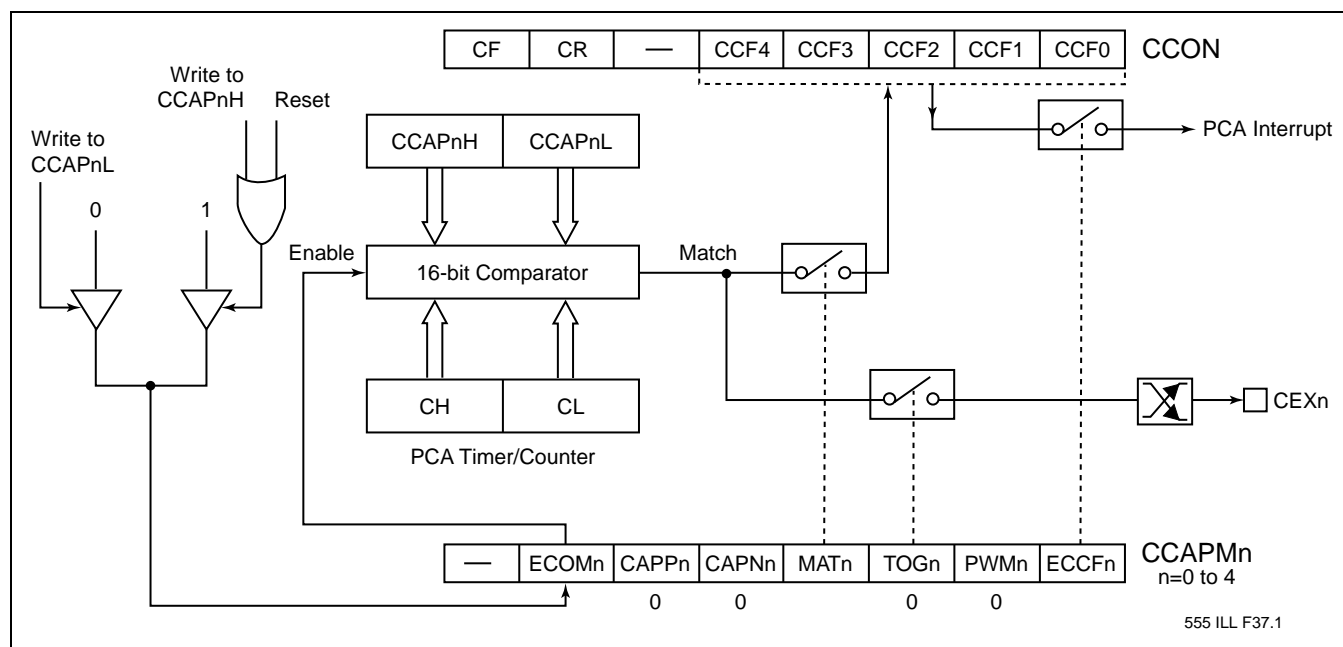 CF CR — CCF4 CCF3 CCF2 CCF1 CCF0 CCON
Write to
CCAPnH
Reset
Write to
CCAPnL
0
1
CCAPnH CCAPnL
PCA Interrupt
Enable
16-bit Comparator
Match
CH CL
PCA Timer/Counter
CEXn
— ECOMn CAPPn CAPNn MATn TOGn PWMn ECCFn CCAPMn
n=0 to 4
0 0 0 0
555 ILL F37.1